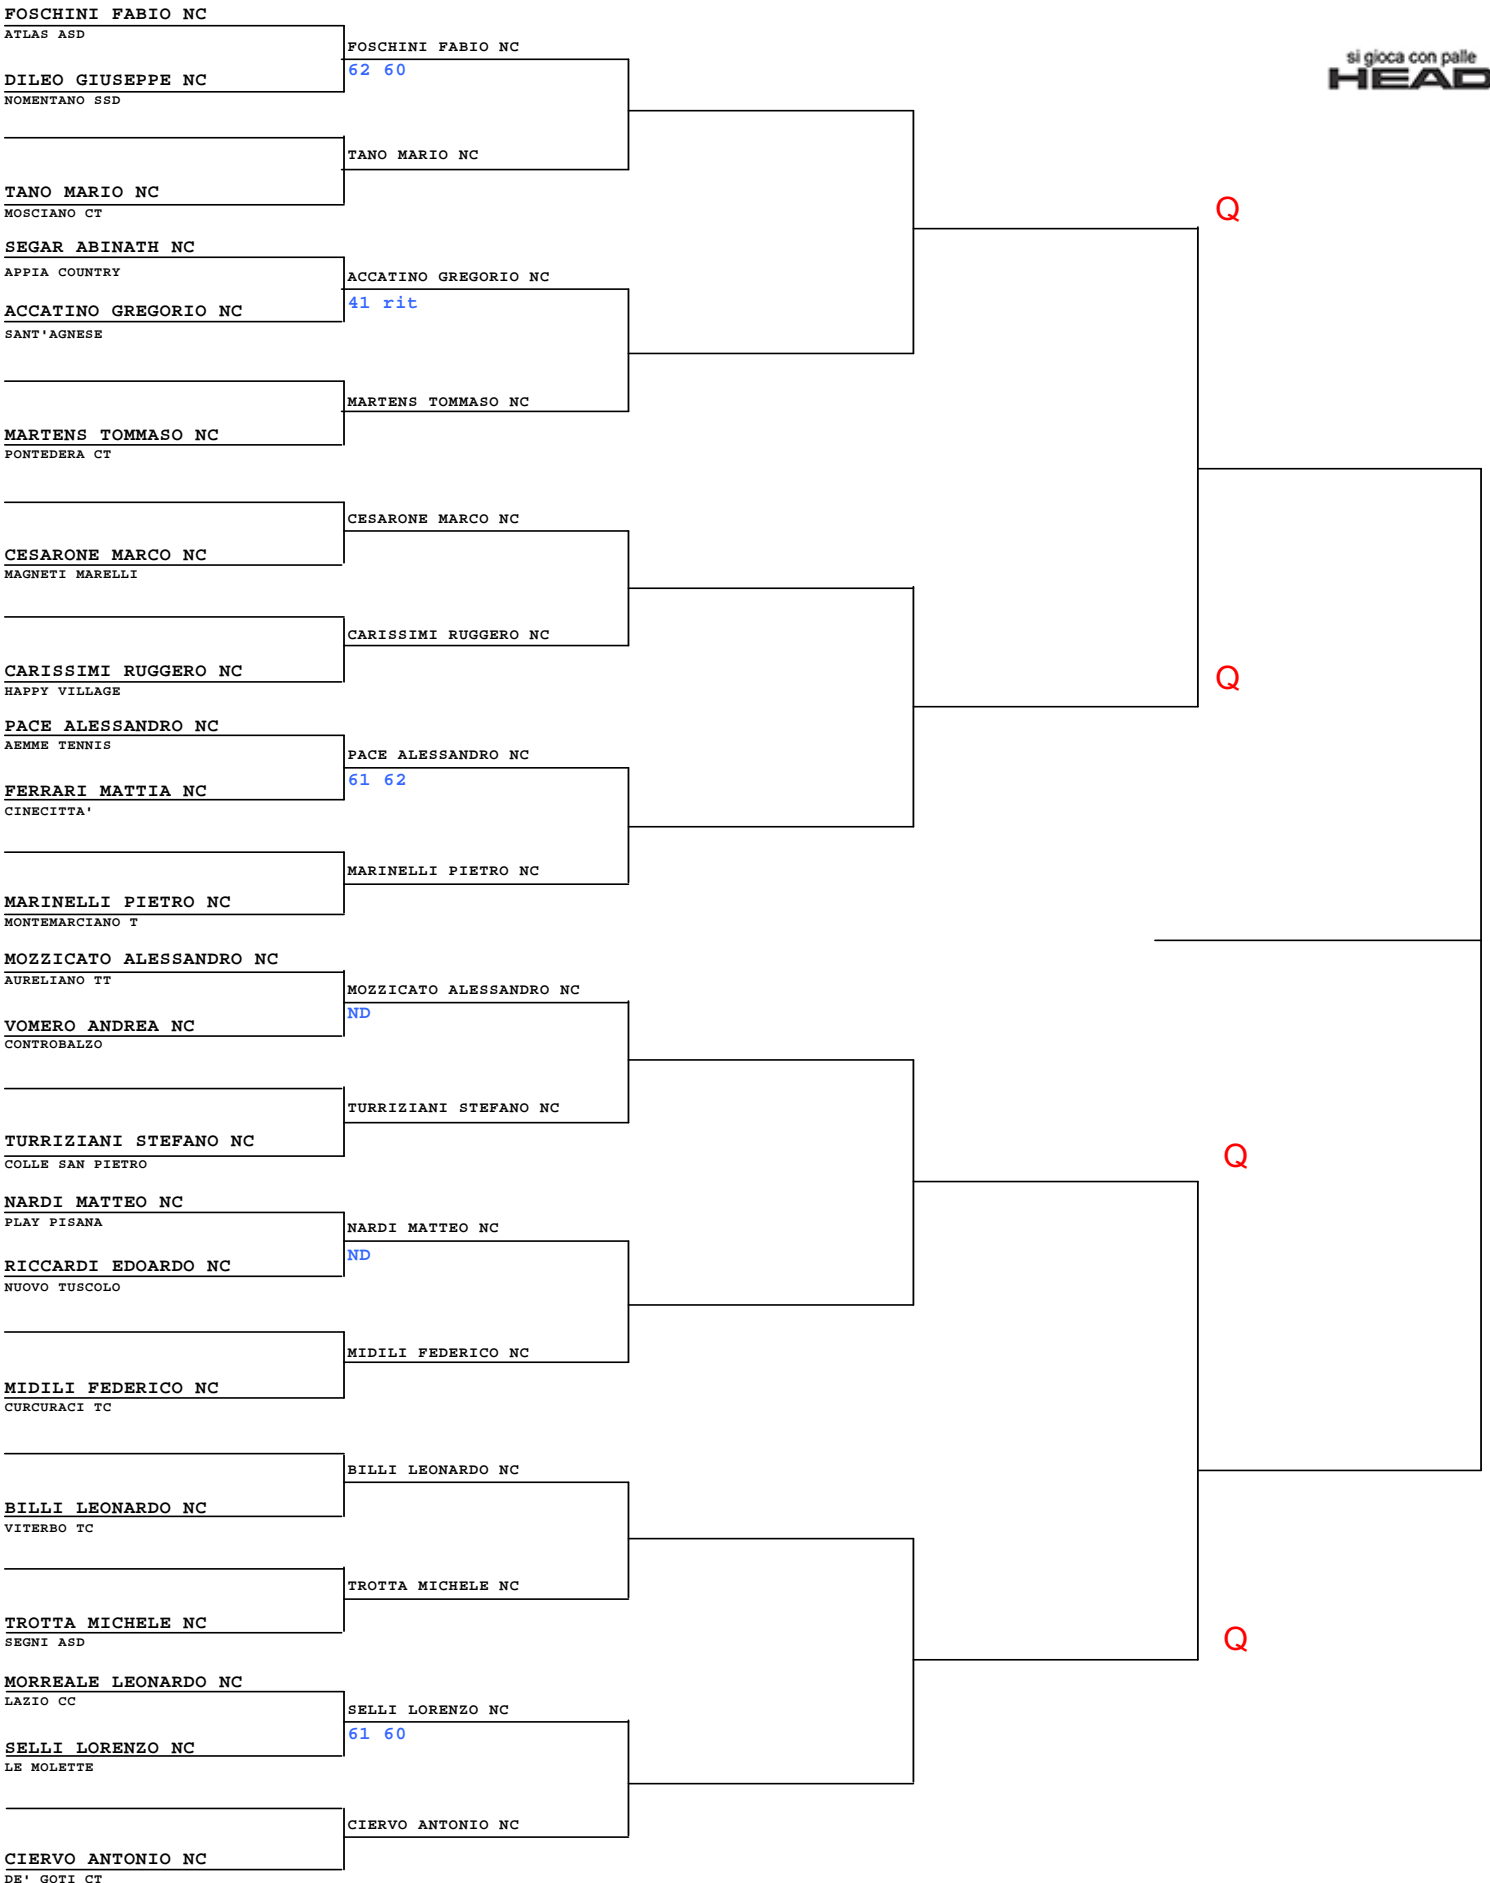 FOSCHINI FABIO NC
ATLAS ASD
FOSCHINI FABIO NC
62 60
si gioca con palle
HEAD
DILEO GIUSEPPE NC
NOMENTANO SSD
TANO MARIO NC
TANO MARIO NC
MOSCIANO CT
Q
SEGAR ABINATH NC
APPIA COUNTRY
ACCATINO GREGORIO NC
41 rit
ACCATINO GREGORIO NC
SANT'AGNESE
MARTENS TOMMASO NC
MARTENS TOMMASO NC
PONTEDERA CT
CESARONE MARCO NC
CESARONE MARCO NC
MAGNETI MARELLI
CARISSIMI RUGGERO NC
CARISSIMI RUGGERO NC
HAPPY VILLAGE
Q
PACE ALESSANDRO NC
AEMME TENNIS
PACE ALESSANDRO NC
61 62
FERRARI MATTIA NC
CINECITTA'
MARINELLI PIETRO NC
MARINELLI PIETRO NC
MONTEMARCIANO T
MOZZICATO ALESSANDRO NC
AURELIANO TT
MOZZICATO ALESSANDRO NC
ND
VOMERO ANDREA NC
CONTROBALZO
TURRIZIANI STEFANO NC
TURRIZIANI STEFANO NC
COLLE SAN PIETRO
Q
NARDI MATTEO NC
PLAY PISANA
NARDI MATTEO NC
ND
RICCARDI EDOARDO NC
NUOVO TUSCOLO
MIDILI FEDERICO NC
MIDILI FEDERICO NC
CURCURACI TC
BILLI LEONARDO NC
BILLI LEONARDO NC
VITERBO TC
TROTTA MICHELE NC
TROTTA MICHELE NC
SEGNI ASD
Q
MORREALE LEONARDO NC
LAZIO CC
SELLI LORENZO NC
61 60
SELLI LORENZO NC
LE MOLETTE
CIERVO ANTONIO NC
CIERVO ANTONIO NC
DE' GOTI CT